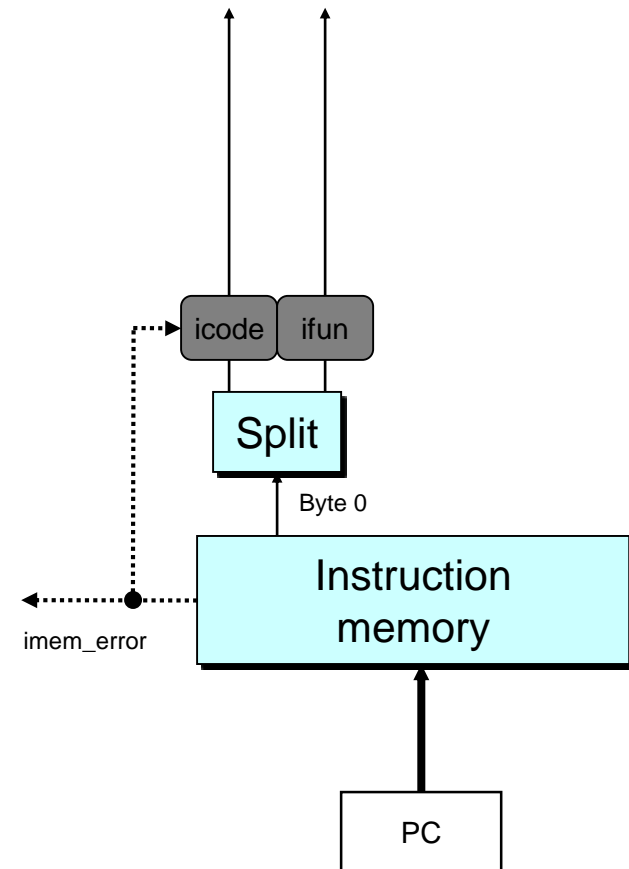 icode
ifun
Split
Byte 0
Instruction
memory
imem_error
PC